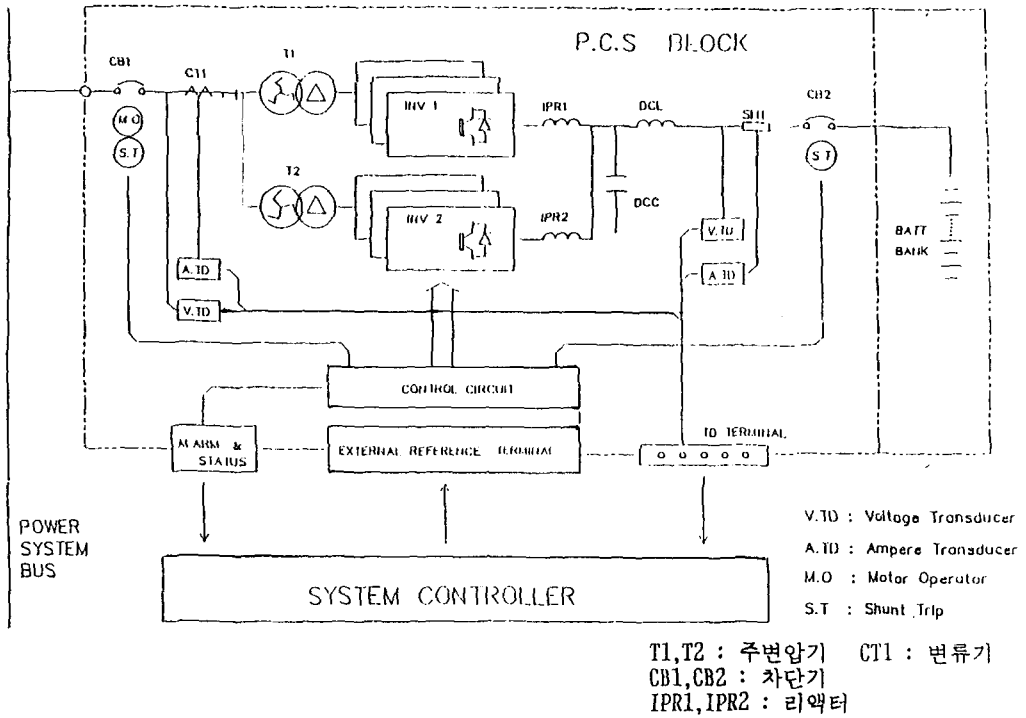 P.C.S BLOCK
T1
CB1
CT1
M.O
S.T
INV 1
IPR1
DCL
SH1
CB2
S.T
T2
INV 2
IPR2
DCC
V.TD
A.TD
BATT
BANK
A.TD
V.TD
CONTROL CIRCUIT
ALARM &
STATUS
EXTERNAL REFERENCE TERMINAL
TD TERMINAL
POWER
SYSTEM
BUS
SYSTEM CONTROLLER
V.TD : Voltage Transducer
A.TD : Ampere Transducer
M.O : Motor Operator
S.T : Shunt Trip
T1,T2 : 주변압기 CT1 : 변류기
CB1,CB2 : 차단기
IPR1,IPR2 : 리액터